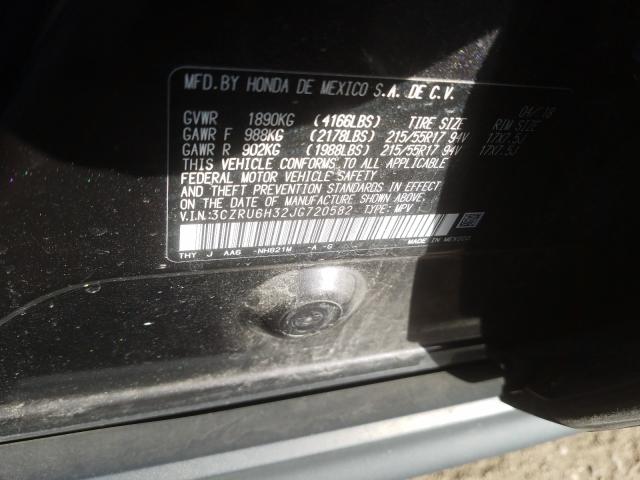 MFD.BY HONDA DE MEXICO S.A. DE C.V.
04/18
GVWR 1890KG (4166LBS) TIRE SIZE RIM SIZE
GAWR F 988KG (2178LBS) 215/55R17 94V 17X7.5J
GAWR R 902KG (1988LBS) 215/55R17 94V 17X7.5J
THIS VEHICLE CONFORMS TO ALL APPLICABLE
FEDERAL MOTOR VEHICLE SAFETY
AND THEFT PREVENTION STANDARDS IN EFFECT
ON THE DATE OF MANUFACTURE SHOWN ABOVE.
V.I.N: 3CZRU6H32JG720582 TYPE: MPV
THY J AA6 -NH821M -A -G MADE IN MEXICO